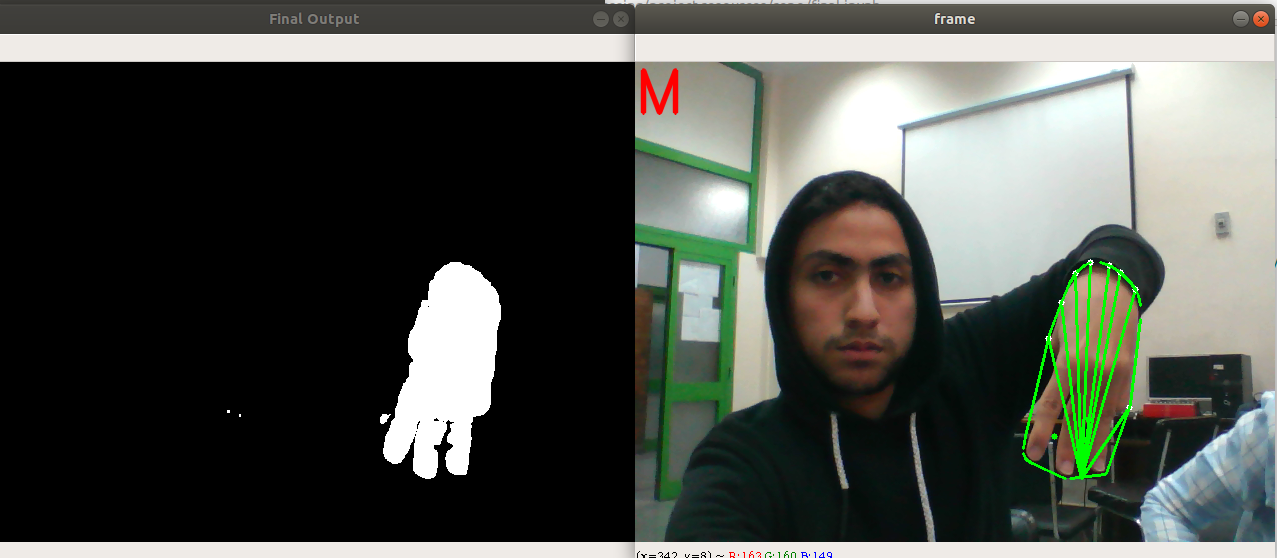 Final Output
frame
M
(x=342, y=8) ~ R:163 G:160 B:149